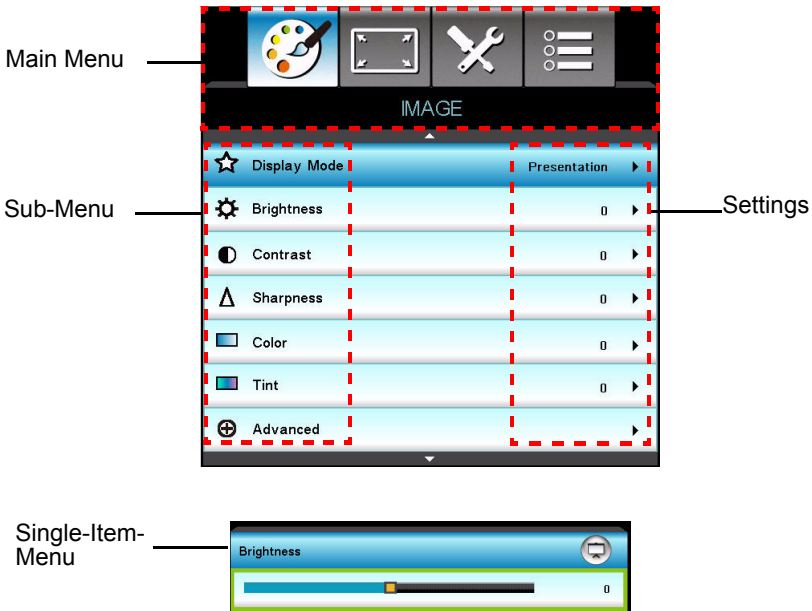 Main Menu
IMAGE
Sub-Menu
Settings
Display Mode Presentation
Brightness 0
Contrast 0
Sharpness 0
Color 0
Tint 0
Advanced
Single-Item-
Menu
Brightness
0